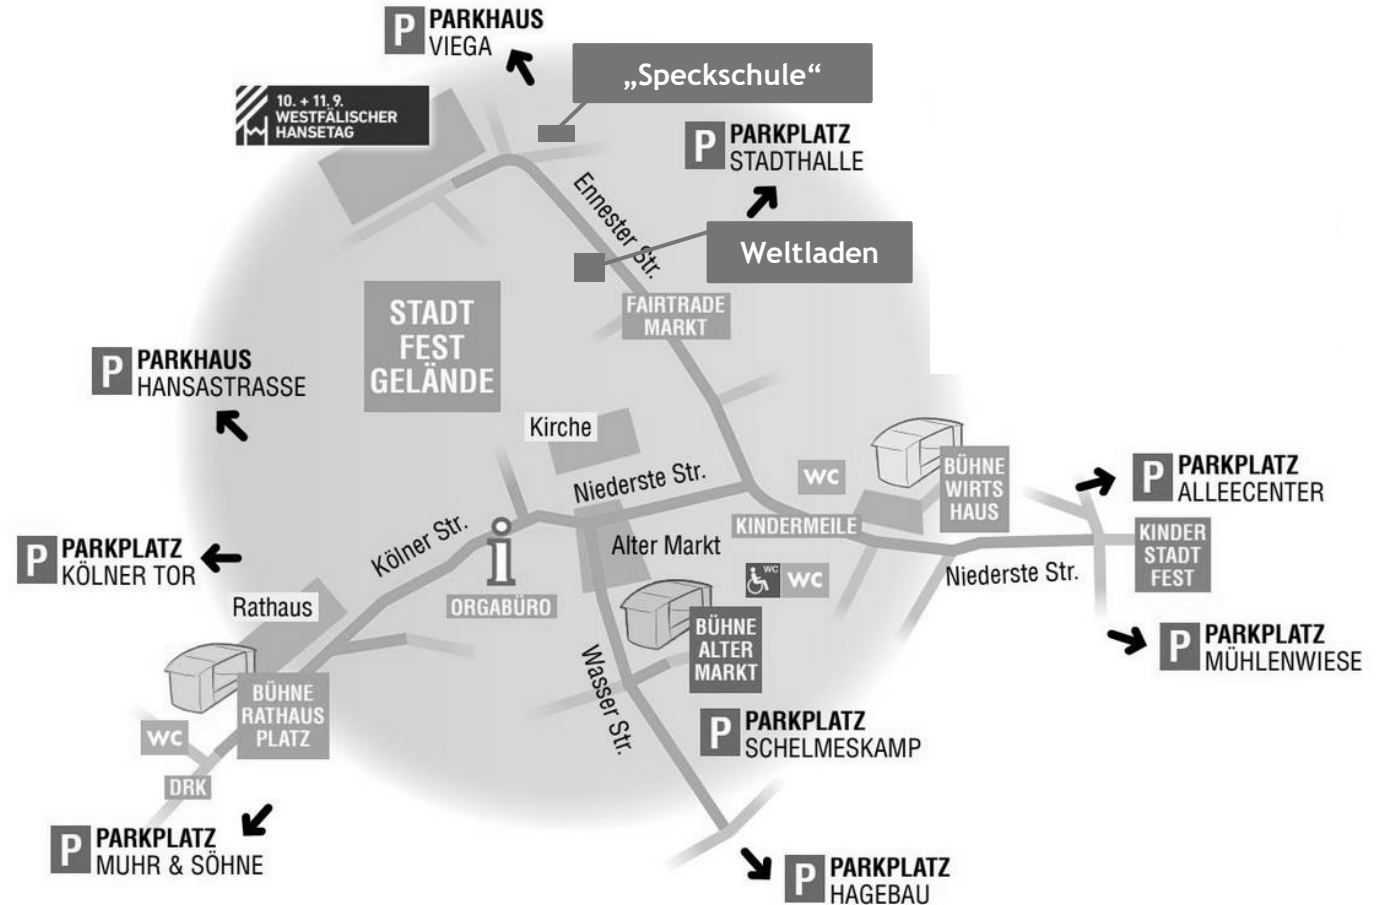 P PARKHAUS
VIEGA
„Speckschule“
10. + 11.9.
WESTFÄLISCHER
HANSETAG
P PARKPLATZ
STADTHALLE
Ennester Str.
Weltladen
FAIRTRADE
MARKT
STADT
FEST
GELÄNDE
P PARKHAUS
HANSASTRASSE
Kirche
Niederste Str.
WC
BÜHNE
WIRTS
HAUS
P PARKPLATZ
ALLEECENTER
KINDERMEILE
KINDER
STADT
FEST
Kölner Str.
i
Alter Markt
P PARKPLATZ
KÖLNER TOR
WC
WC
Niederste Str.
Rathaus
ORGABÜRO
BÜHNE
ALTER
MARKT
P PARKPLATZ
MÜHLENWIESE
Wasser Str.
BÜHNE
RATHAUS
PLATZ
WC
P PARKPLATZ
SCHELMESKAMP
DRK
P PARKPLATZ
MUHR & SÖHNE
P PARKPLATZ
HAGEBAU